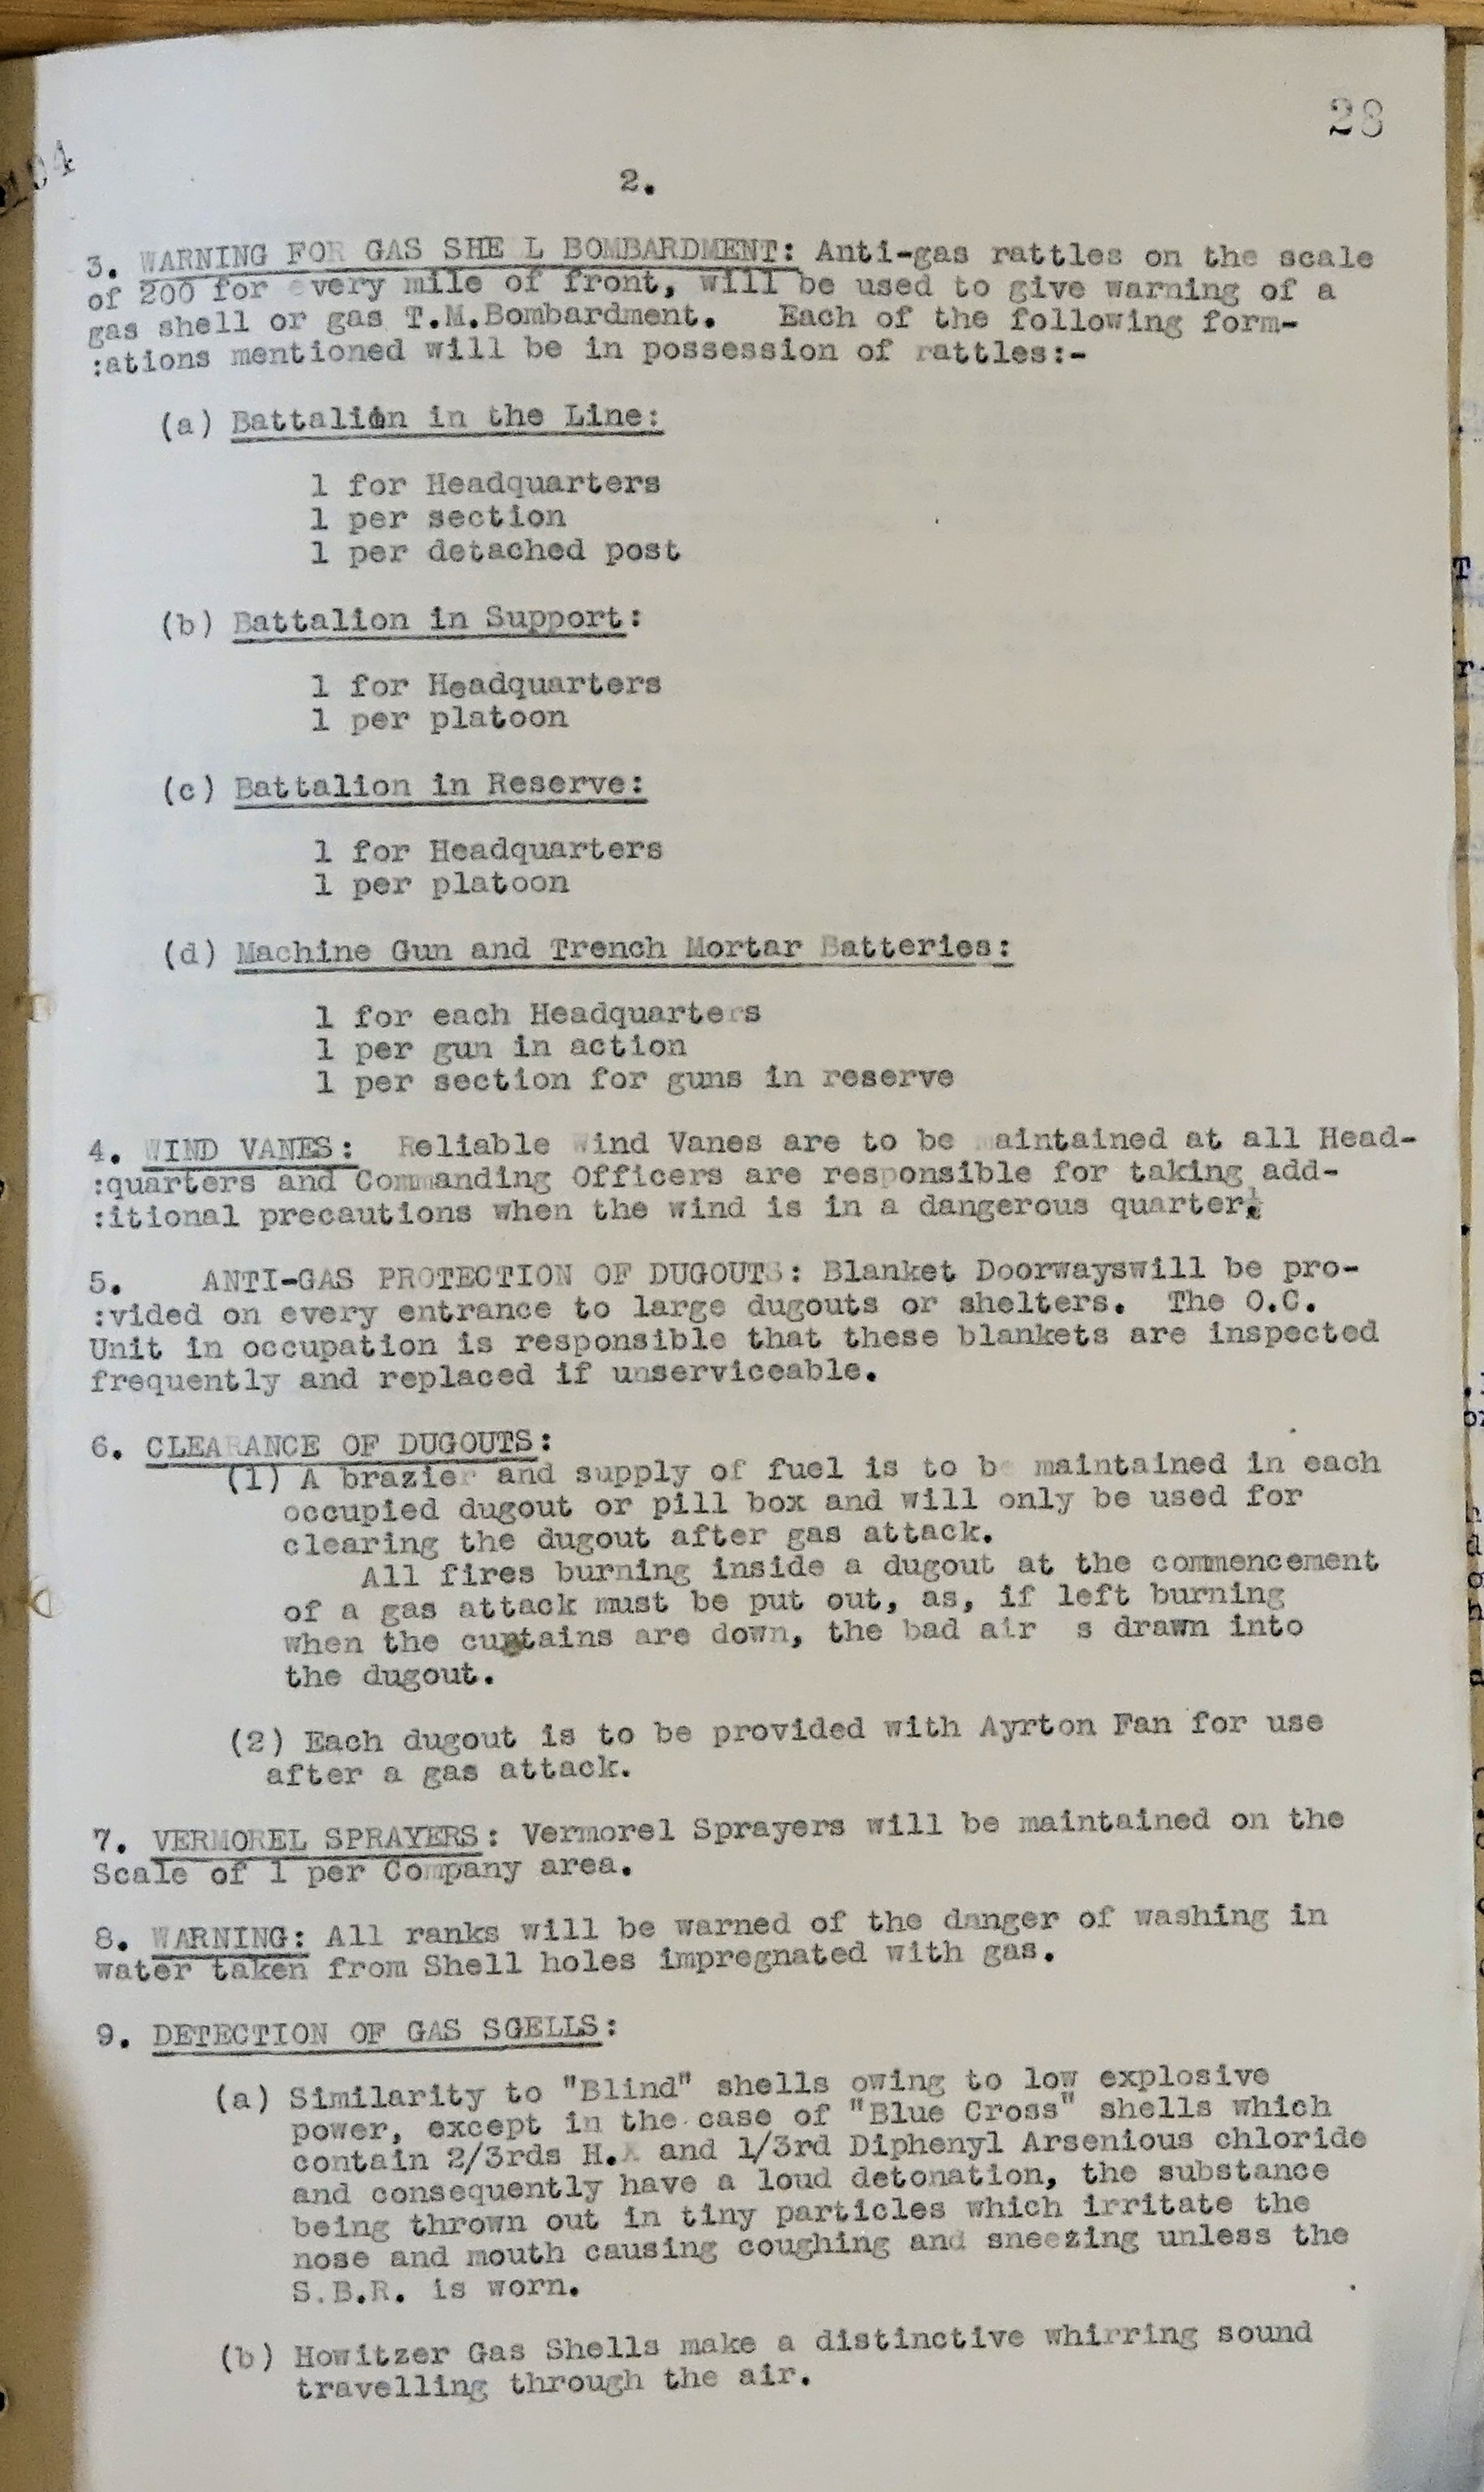 28
2.
3. WARNING FOR GAS SHE L BOMBARDMENT: Anti-gas rattles on the scale
of 200 for every mile of front, will be used to give warning of a
gas shell or gas T.M.Bombardment. Each of the following form-
:ations mentioned will be in possession of rattles:-
(a) Battalion in the Line:
1 for Headquarters
1 per section
1 per detached post
(b) Battalion in Support:
1 for Headquarters
1 per platoon
(c) Battalion in Reserve:
1 for Headquarters
1 per platoon
(d) Machine Gun and Trench Mortar Batteries:
1 for each Headquarters
1 per gun in action
1 per section for guns in reserve
4. WIND VANES: Reliable Wind Vanes are to be maintained at all Head-
:quarters and Commanding Officers are responsible for taking add-
:itional precautions when the wind is in a dangerous quarter.
5. ANTI-GAS PROTECTION OF DUGOUTS: Blanket Doorwayswill be pro-
:vided on every entrance to large dugouts or shelters. The O.C.
Unit in occupation is responsible that these blankets are inspected
frequently and replaced if unserviceable.
6. CLEARANCE OF DUGOUTS:
(1) A brazier and supply of fuel is to be maintained in each
occupied dugout or pill box and will only be used for
clearing the dugout after gas attack.
All fires burning inside a dugout at the commencement
of a gas attack must be put out, as, if left burning
when the curtains are down, the bad air s drawn into
the dugout.
(2) Each dugout is to be provided with Ayrton Fan for use
after a gas attack.
7. VERMOREL SPRAYERS: Vermorel Sprayers will be maintained on the
Scale of 1 per Company area.
8. WARNING: All ranks will be warned of the danger of washing in
water taken from Shell holes impregnated with gas.
9. DETECTION OF GAS SGELLS:
(a) Similarity to "Blind" shells owing to low explosive
power, except in the case of "Blue Cross" shells which
contain 2/3rds H.X and 1/3rd Diphenyl Arsenious chloride
and consequently have a loud detonation, the substance
being thrown out in tiny particles which irritate the
nose and mouth causing coughing and sneezing unless the
S.B.R. is worn.
(b) Howitzer Gas Shells make a distinctive whirring sound
travelling through the air.